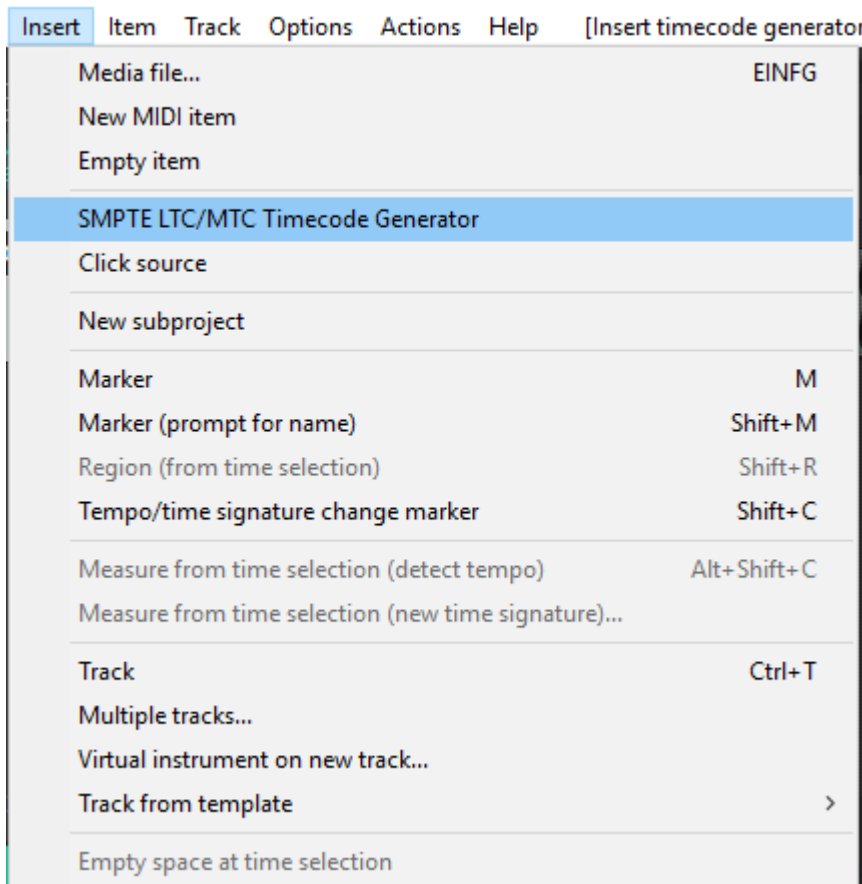 Insert Item Track Options Actions Help [Insert timecode generator
Media file... EINFG
New MIDI item
Empty item
SMPTE LTC/MTC Timecode Generator
Click source
New subproject
Marker M
Marker (prompt for name) Shift+M
Region (from time selection) Shift+R
Tempo/time signature change marker Shift+C
Measure from time selection (detect tempo) Alt+Shift+C
Measure from time selection (new time signature)...
Track Ctrl+T
Multiple tracks...
Virtual instrument on new track...
Track from template >
Empty space at time selection